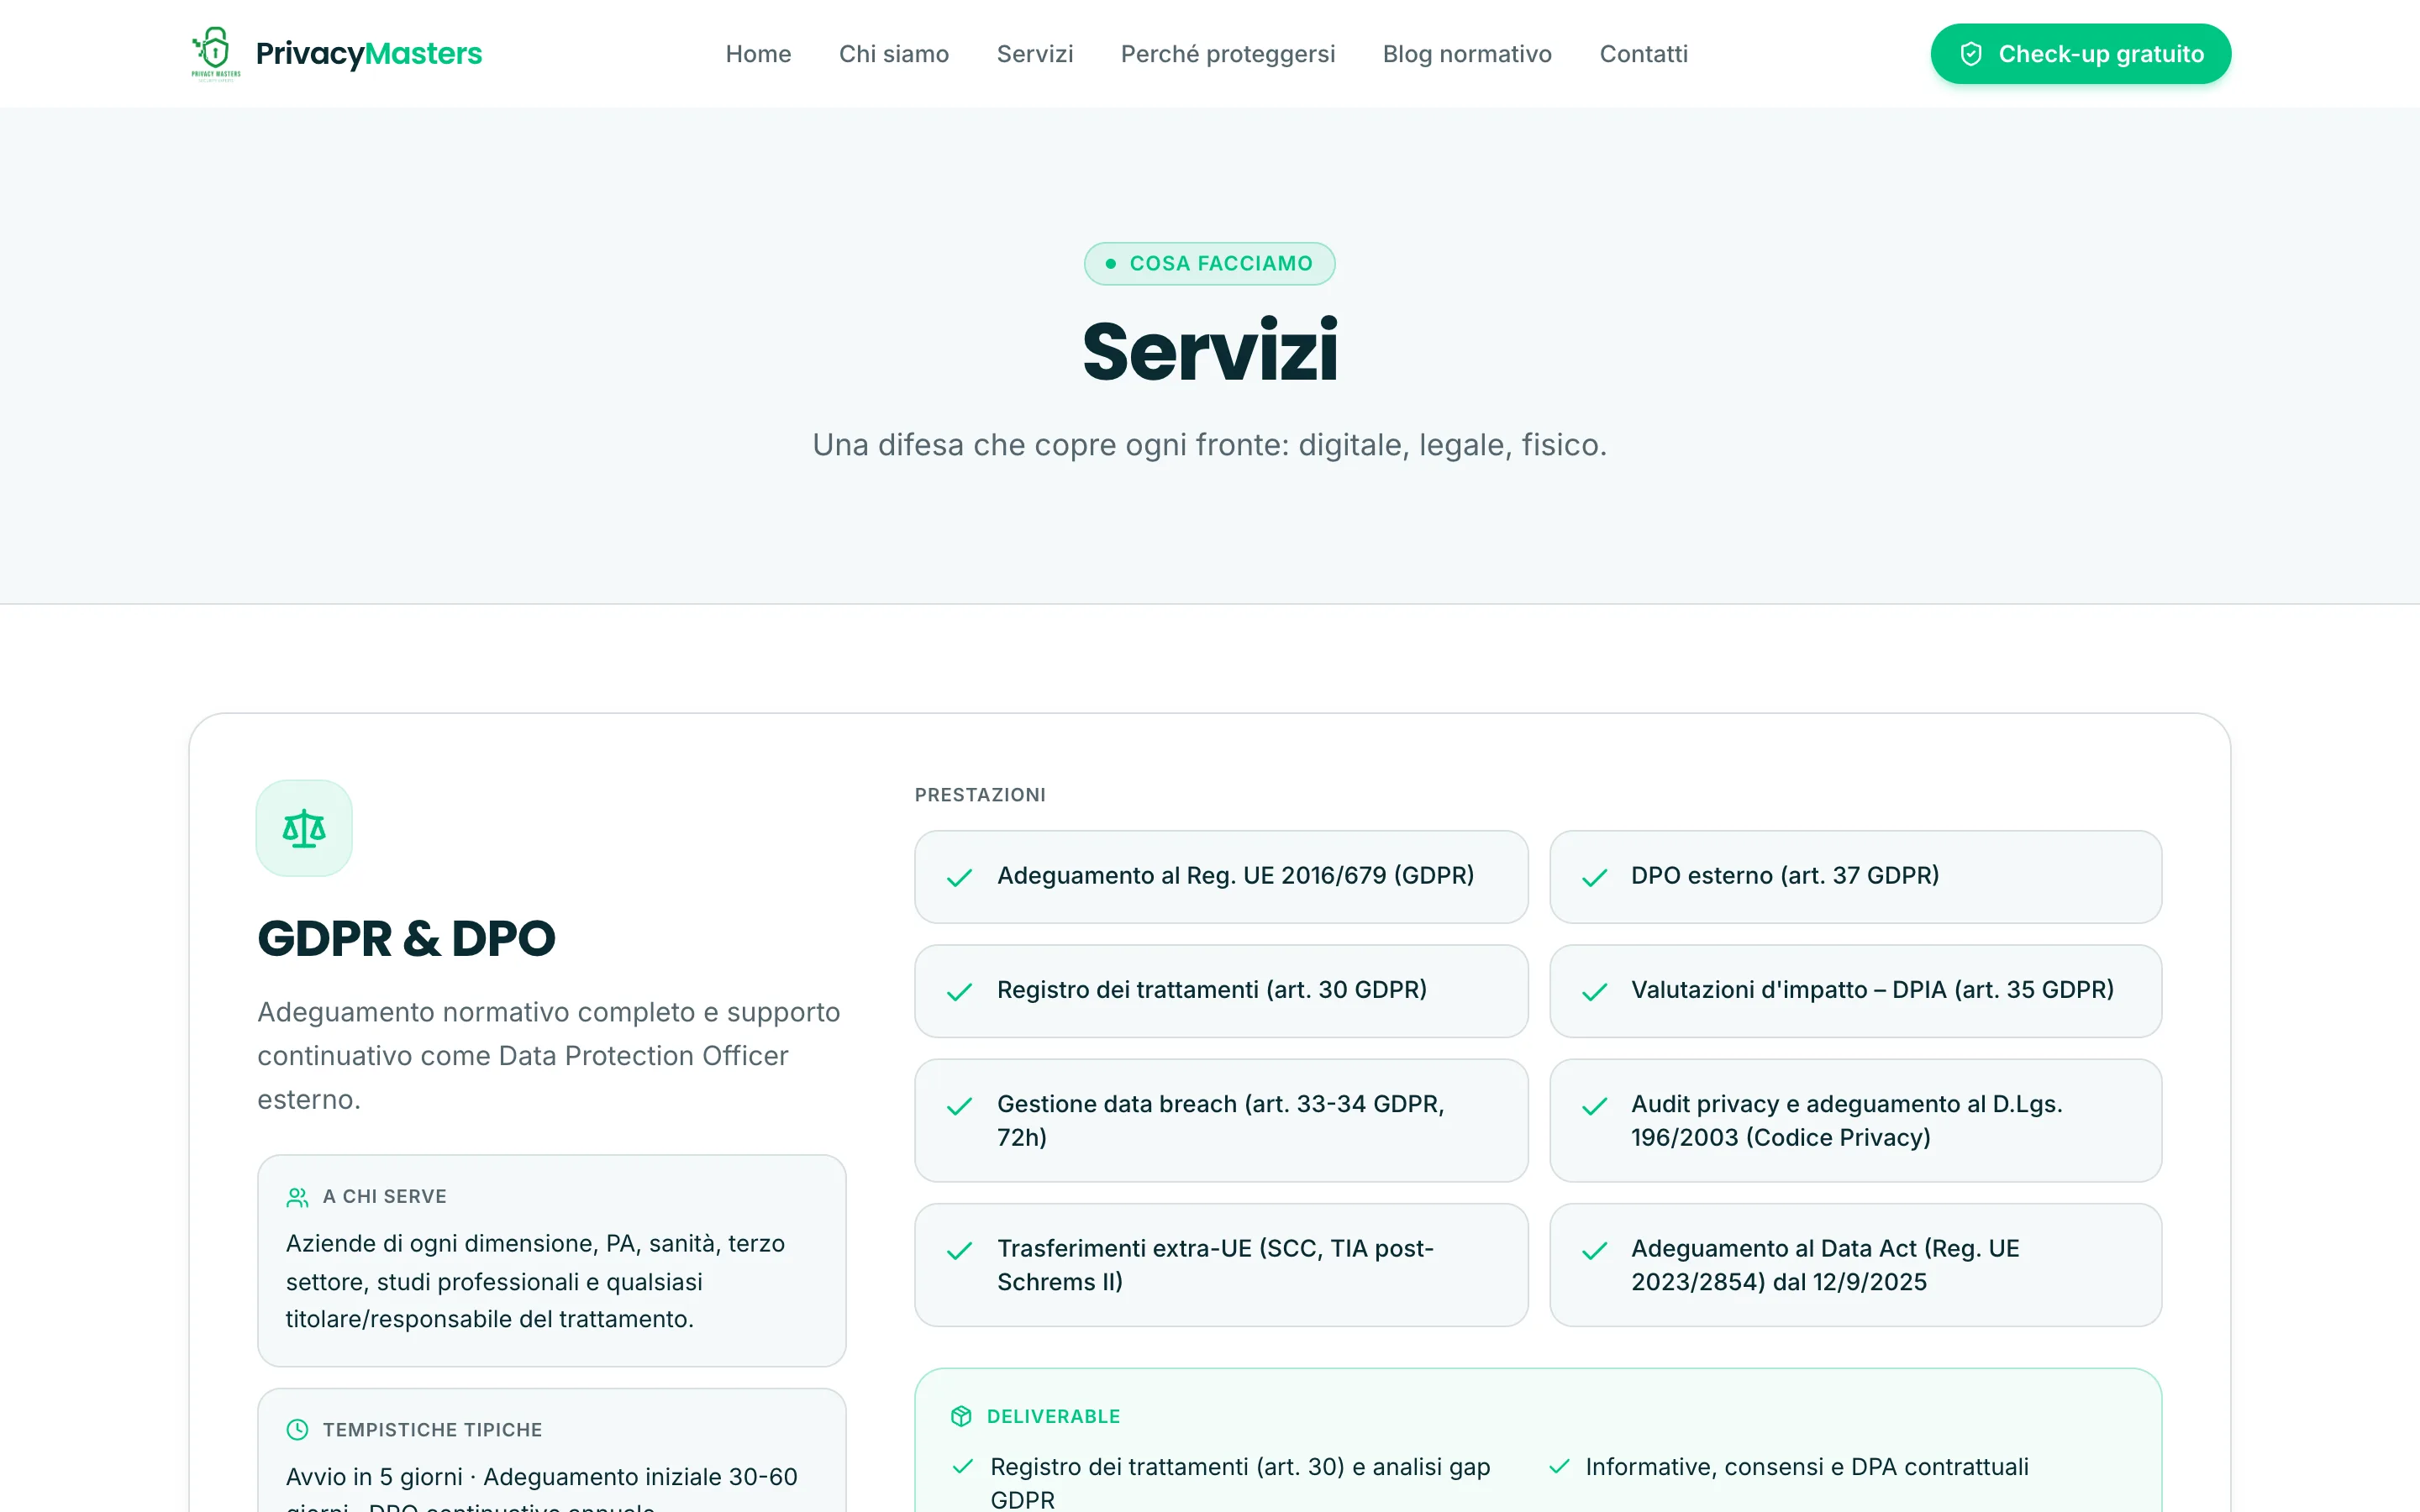 PRIVACY MASTERS
PrivacyMasters
Home
Chi siamo
Servizi
Perché proteggersi
Blog normativo
Contatti
Check-up gratuito
COSA FACCIAMO
Servizi
Una difesa che copre ogni fronte: digitale, legale, fisico.
GDPR & DPO
Adeguamento normativo completo e supporto
continuativo come Data Protection Officer
esterno.
A CHI SERVE
Aziende di ogni dimensione, PA, sanità, terzo
settore, studi professionali e qualsiasi
titolare/responsabile del trattamento.
TEMPISTICHE TIPICHE
Avvio in 5 giorni · Adeguamento iniziale 30-60
giorni · DPO continuativo annuale
PRESTAZIONI
Adeguamento al Reg. UE 2016/679 (GDPR)
DPO esterno (art. 37 GDPR)
Registro dei trattamenti (art. 30 GDPR)
Valutazioni d'impatto – DPIA (art. 35 GDPR)
Gestione data breach (art. 33-34 GDPR,
72h)
Audit privacy e adeguamento al D.Lgs.
196/2003 (Codice Privacy)
Trasferimenti extra-UE (SCC, TIA post-
Schrems II)
Adeguamento al Data Act (Reg. UE
2023/2854) dal 12/9/2025
DELIVERABLE
Registro dei trattamenti (art. 30) e analisi gap
GDPR
Informative, consensi e DPA contrattuali